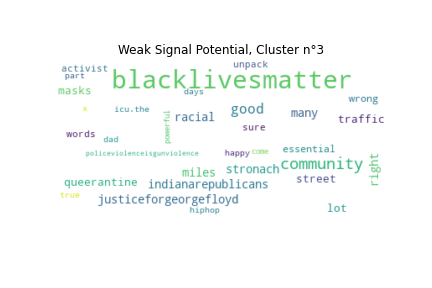 Weak Signal Potential, Cluster n°3
unpack
activist
part
blacklivesmatter
masks
days
wrong
x
icu.the
good
many
powerful
racial
traffic
sure
words
dad
essential
policeviolenceisgunviolence
happy
come
community
right
miles
stronach
street
queerantine
indianarepublicans
true
justiceforgeorgefloyd
hiphop
lot